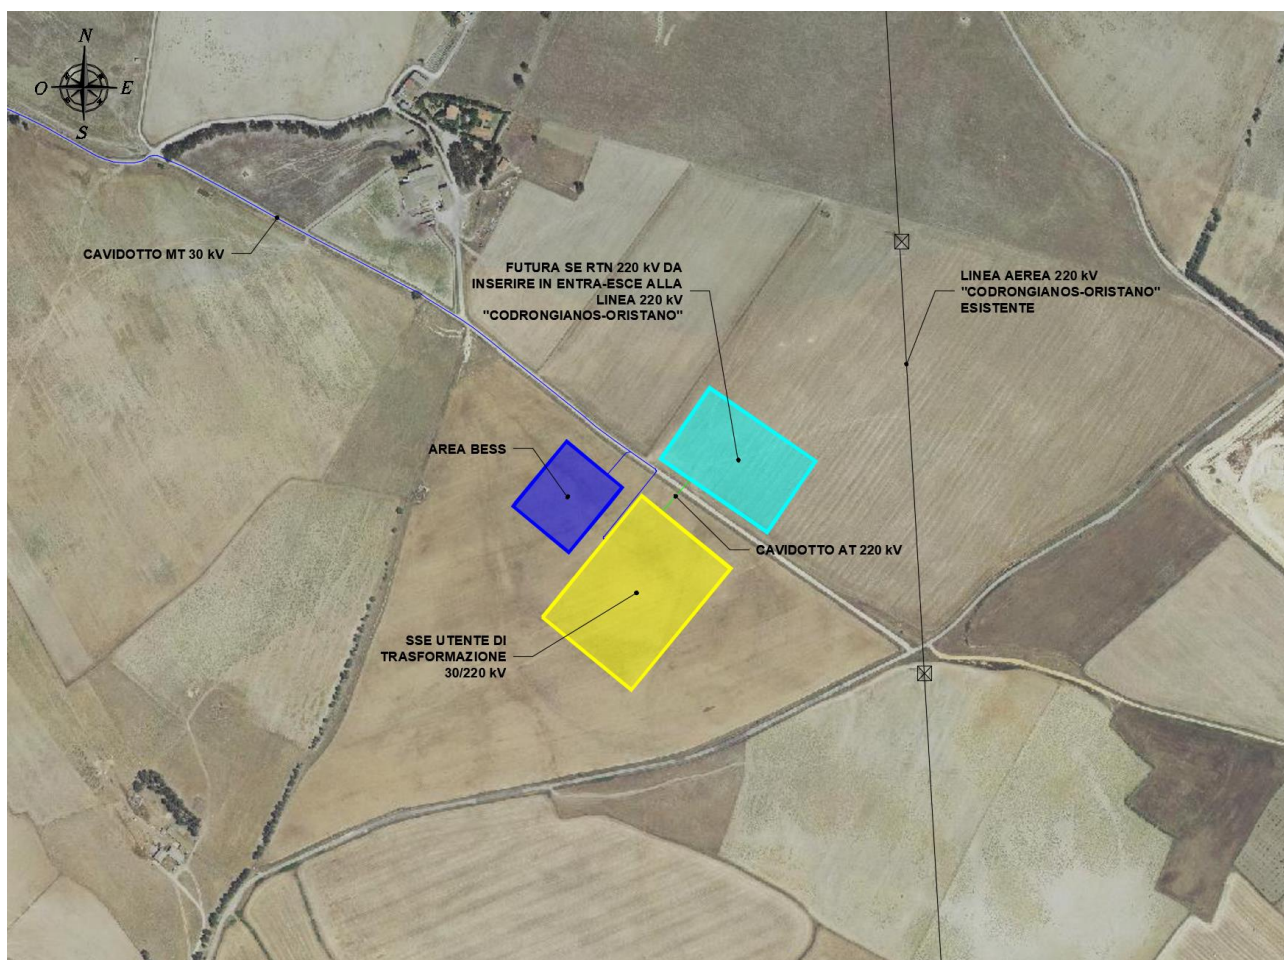 N
O
E
S
CAVIDOTTO MT 30 kV
FUTURA SE RTN 220 kV DA
INSERIRE IN ENTRA-ESCE ALLA
LINEA 220 kV
"CODRONGIANOS-ORISTANO"
LINEA AEREA 220 kV
"CODRONGIANOS-ORISTANO"
ESISTENTE
AREA BESS
CAVIDOTTO AT 220 kV
SSE UTENTE DI
TRASFORMAZIONE
30/220 kV